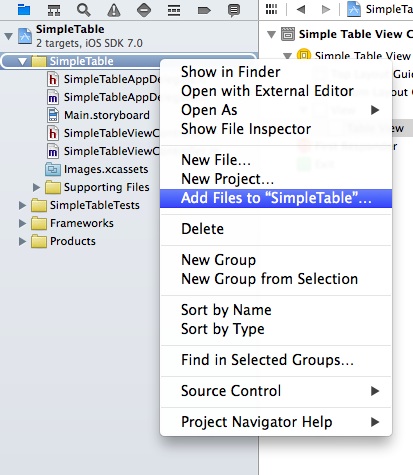 SimpleTa
SimpleTable
2 targets, iOS SDK 7.0
SimpleTable
SimpleTableAppDe
SimpleTableAppDe
Main.storyboard
SimpleTableViewC
SimpleTableViewC
Images.xcassets
Supporting Files
SimpleTableTests
Frameworks
Products
Simple Table View C
Simple Table View
Show in Finder
Open with External Editor
Open As
Show File Inspector
New File...
New Project...
Add Files to “SimpleTable”...
Delete
New Group
New Group from Selection
Sort by Name
Sort by Type
Find in Selected Groups...
Source Control
Project Navigator Help
View